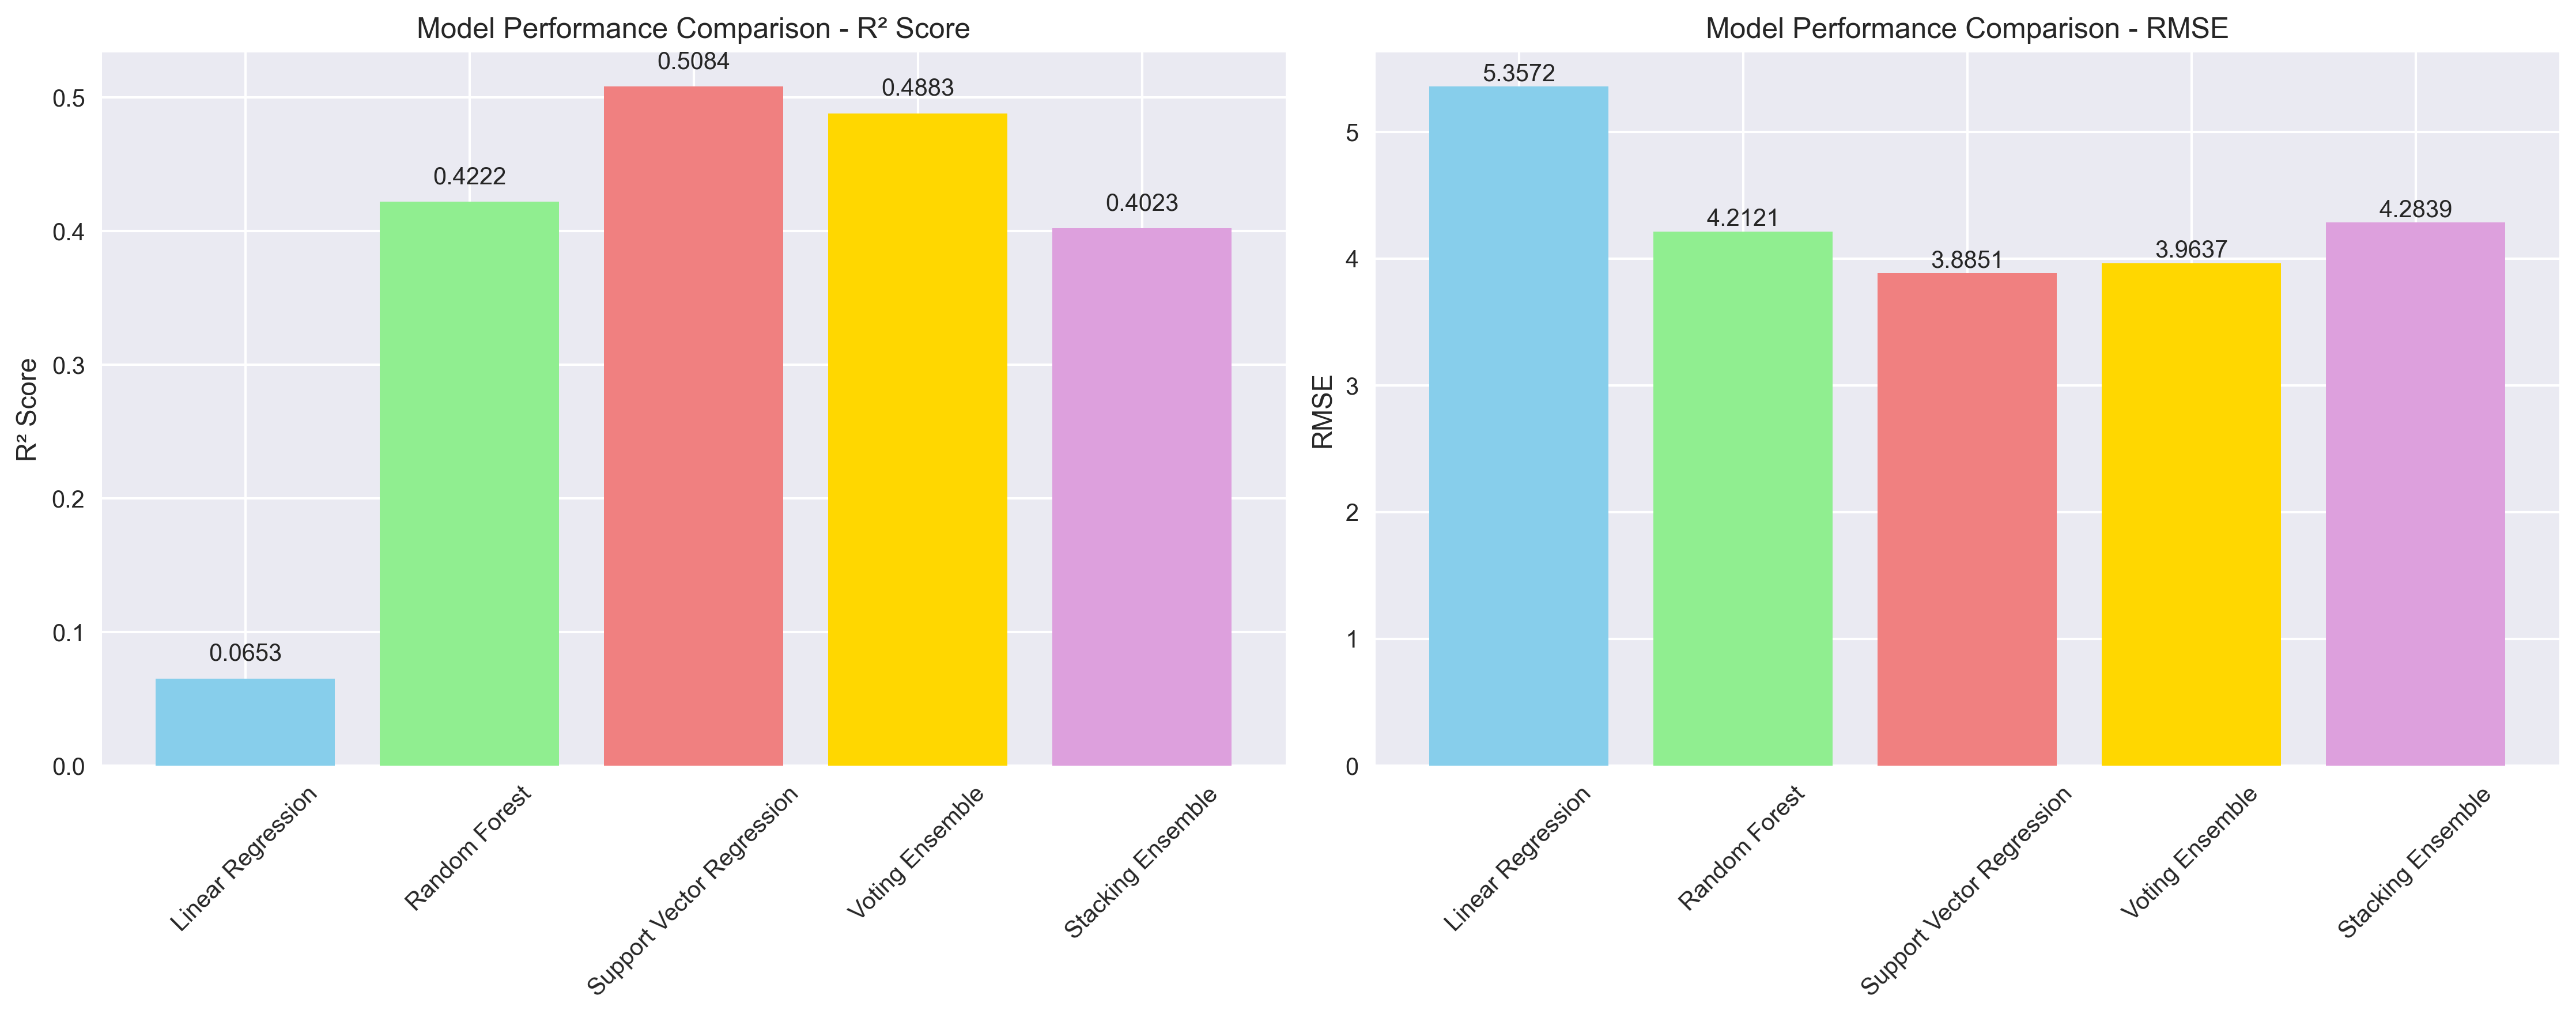 Model Performance Comparison - R² Score
R² Score
0.5
0.4
0.3
0.2
0.1
0.0
0.0653
0.4222
0.5084
0.4883
0.4023
Linear Regression
Random Forest
Support Vector Regression
Voting Ensemble
Stacking Ensemble
Model Performance Comparison - RMSE
RMSE
5
4
3
2
1
0
5.3572
4.2121
3.8851
3.9637
4.2839
Linear Regression
Random Forest
Support Vector Regression
Voting Ensemble
Stacking Ensemble